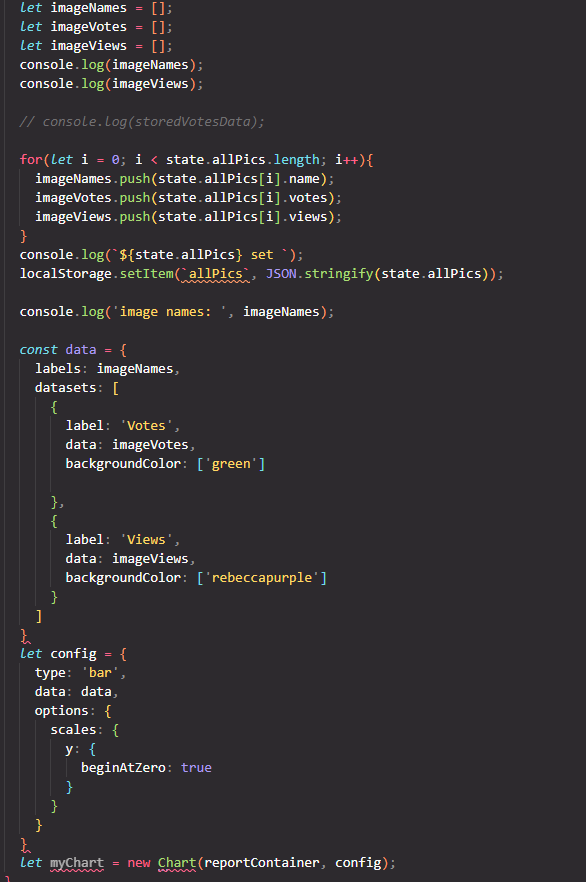 let imageNames = [];
let imageVotes = [];
let imageViews = [];
console.log(imageNames);
console.log(imageViews);
// console.log(storedVotesData);
for(let i = 0; i < state.allPics.length; i++){
imageNames.push(state.allPics[i].name);
imageVotes.push(state.allPics[i].votes);
imageViews.push(state.allPics[i].views);
}
console.log(`${state.allPics} set `);
localStorage.setItem(`allPics`, JSON.stringify(state.allPics));
console.log('image names: ', imageNames);
const data = {
labels: imageNames,
datasets: [
{
label: 'Votes',
data: imageVotes,
backgroundColor: ['green']
},
{
label: 'Views',
data: imageViews,
backgroundColor: ['rebeccapurple']
}
]
}
let config = {
type: 'bar',
data: data,
options: {
scales: {
y: {
beginAtZero: true
}
}
}
}
let myChart = new Chart(reportContainer, config);
}